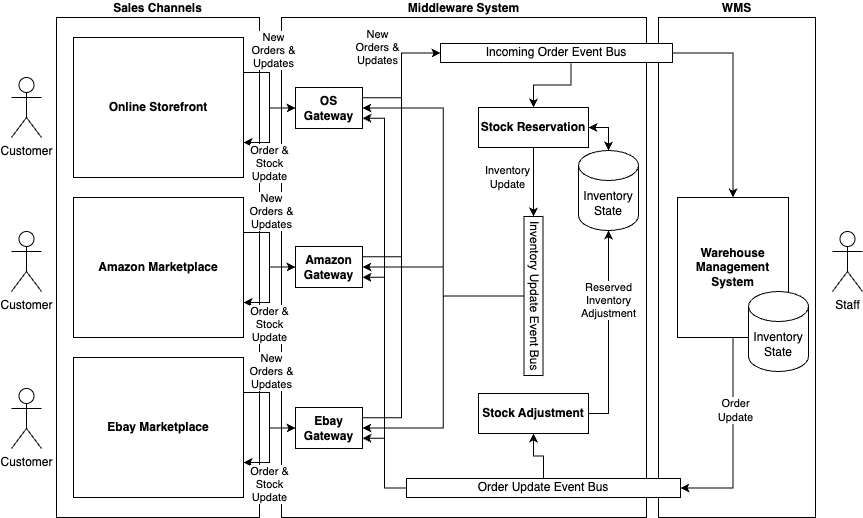 Sales Channels
Middleware System
WMS
New
Orders &
Updates
New
Orders &
Updates
Incoming Order Event Bus
Online Storefront
OS
Gateway
Stock Reservation
Customer
Order &
Stock
Update
Inventory
Update
Inventory
State
New
Orders &
Updates
Amazon Marketplace
Amazon
Gateway
Inventory Update Event Bus
Warehouse
Management
System
Customer
Staff
Order &
Stock
Update
Reserved
Inventory
Adjustment
Inventory
State
New
Orders &
Updates
Ebay Marketplace
Ebay
Gateway
Stock Adjustment
Order
Update
Customer
Order &
Stock
Update
Order Update Event Bus